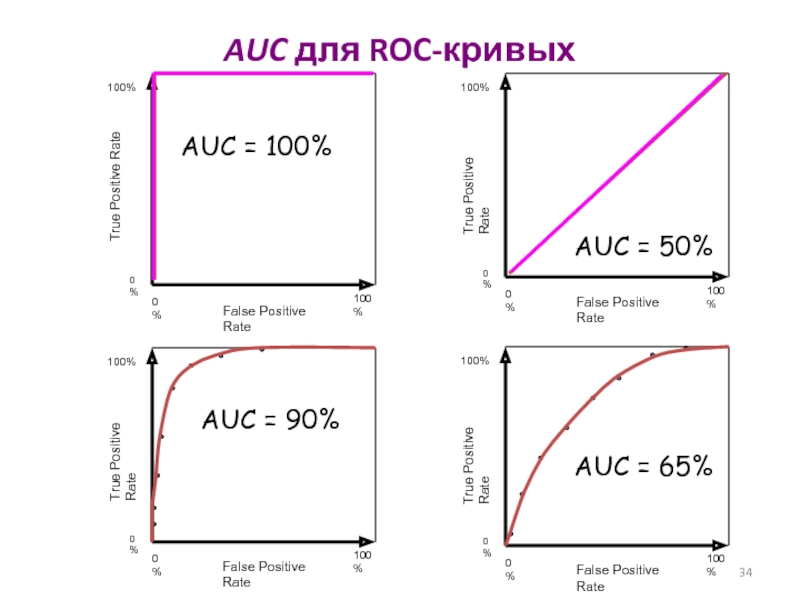 AUC для ROC-кривых
100%
True Positive Rate
AUC = 100%
0
%
0
%
False Positive
Rate
100
%
100%
True Positive
Rate
AUC = 50%
0
%
0
%
False Positive
Rate
100
%
100%
True Positive
Rate
AUC = 90%
0
%
0
%
False Positive
Rate
100
%
100%
True Positive
Rate
AUC = 65%
0
%
0
%
False Positive
Rate
100
%
34